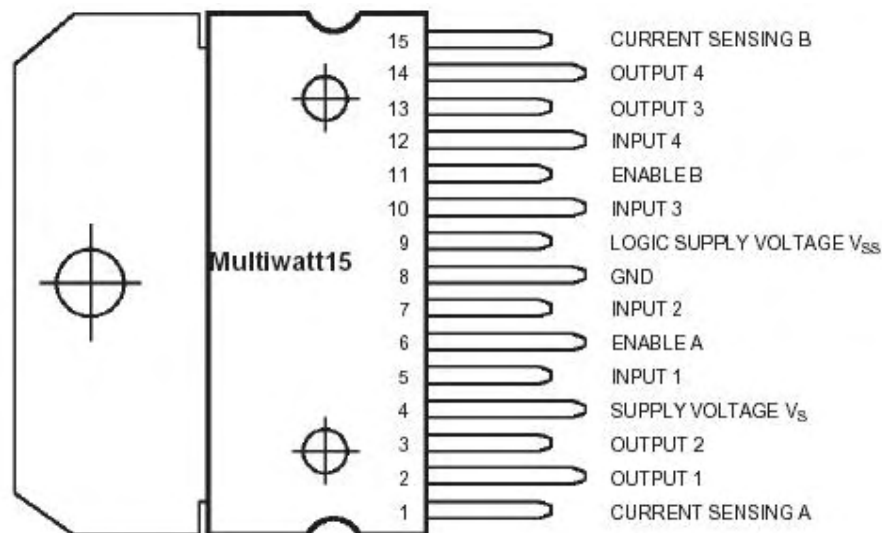 15 CURRENT SENSING B
14 OUTPUT 4
13 OUTPUT 3
12 INPUT 4
11 ENABLE B
10 INPUT 3
9 LOGIC SUPPLY VOLTAGE VSS
Multiwatt15
8 GND
7 INPUT 2
6 ENABLE A
5 INPUT 1
4 SUPPLY VOLTAGE VS
3 OUTPUT 2
2 OUTPUT 1
1 CURRENT SENSING A